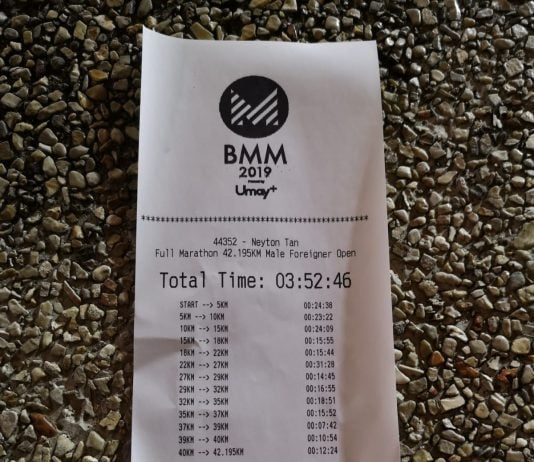 BMM
2019
Umay+
************************************************
44352 - Neyton Tan
Full Marathon 42.195KM Male Foreigner Open
Total Time: 03:52:46
START --> 5KM 00:24:38
5KM --> 10KM 00:23:22
10KM --> 15KM 00:24:09
15KM --> 18KM 00:15:55
18KM --> 22KM 00:15:44
22KM --> 27KM 00:31:28
27KM --> 29KM 00:14:45
29KM --> 32KM 00:16:55
32KM --> 35KM 00:18:51
35KM --> 37KM 00:15:52
37KM --> 39KM 00:07:42
39KM --> 40KM 00:10:54
40KM --> 42.195KM 00:12:24